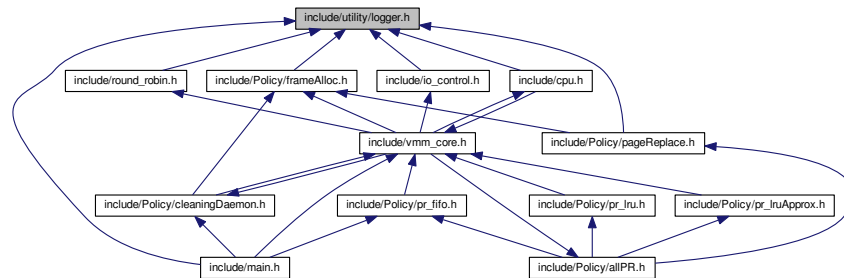 include/utility/logger.h
include/round_robin.h
include/Policy/frameAlloc.h
include/io_control.h
include/cpu.h
include/vmm_core.h
include/Policy/pageReplace.h
include/Policy/cleaningDaemon.h
include/Policy/pr_fifo.h
include/Policy/pr_lru.h
include/Policy/pr_lruApprox.h
include/main.h
include/Policy/allPR.h